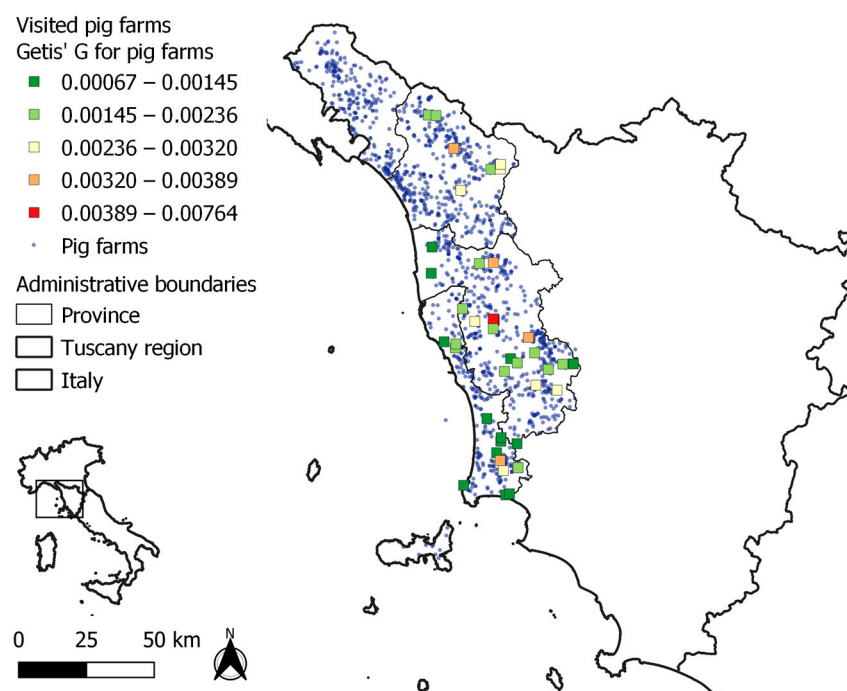 Visited pig farms
Getis' G for pig farms
0.00067 – 0.00145
0.00145 – 0.00236
0.00236 – 0.00320
0.00320 – 0.00389
0.00389 – 0.00764
Pig farms
Administrative boundaries
Province
Tuscany region
Italy
0 25 50 km
N